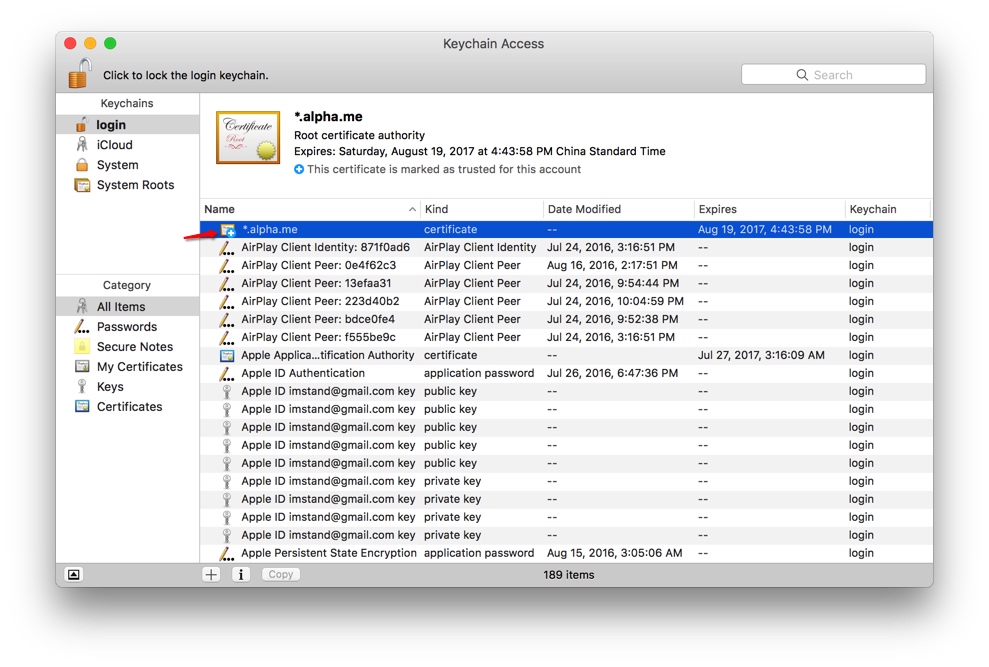 Keychain Access
Click to lock the login keychain.
Search
Keychains
login
iCloud
System
System Roots
Category
All Items
Passwords
Secure Notes
My Certificates
Keys
Certificates
Certificate
Root
*.alpha.me
Root certificate authority
Expires: Saturday, August 19, 2017 at 4:43:58 PM China Standard Time
This certificate is marked as trusted for this account
Name Kind Date Modified Expires Keychain
*.alpha.me certificate -- Aug 19, 2017, 4:43:58 PM login
AirPlay Client Identity: 871f0ad6 AirPlay Client Identity Jul 24, 2016, 3:16:51 PM -- login
AirPlay Client Peer: 0e4f62c3 AirPlay Client Peer Aug 16, 2016, 2:17:51 PM -- login
AirPlay Client Peer: 13efaa31 AirPlay Client Peer Jul 24, 2016, 9:54:44 PM -- login
AirPlay Client Peer: 223d40b2 AirPlay Client Peer Jul 24, 2016, 10:04:59 PM -- login
AirPlay Client Peer: bdce0fe4 AirPlay Client Peer Jul 24, 2016, 9:52:38 PM -- login
AirPlay Client Peer: f555be9c AirPlay Client Peer Jul 24, 2016, 3:16:51 PM -- login
Apple Applica...tification Authority certificate -- Jul 27, 2017, 3:16:09 AM login
Apple ID Authentication application password Jul 26, 2016, 6:47:36 PM -- login
Apple ID imstand@gmail.com key public key -- -- login
Apple ID imstand@gmail.com key public key -- -- login
Apple ID imstand@gmail.com key public key -- -- login
Apple ID imstand@gmail.com key public key -- -- login
Apple ID imstand@gmail.com key public key -- -- login
Apple ID imstand@gmail.com key private key -- -- login
Apple ID imstand@gmail.com key private key -- -- login
Apple ID imstand@gmail.com key private key -- -- login
Apple ID imstand@gmail.com key private key -- -- login
Apple Persistent State Encryption application password Aug 15, 2016, 3:05:06 AM -- login
Copy
189 items